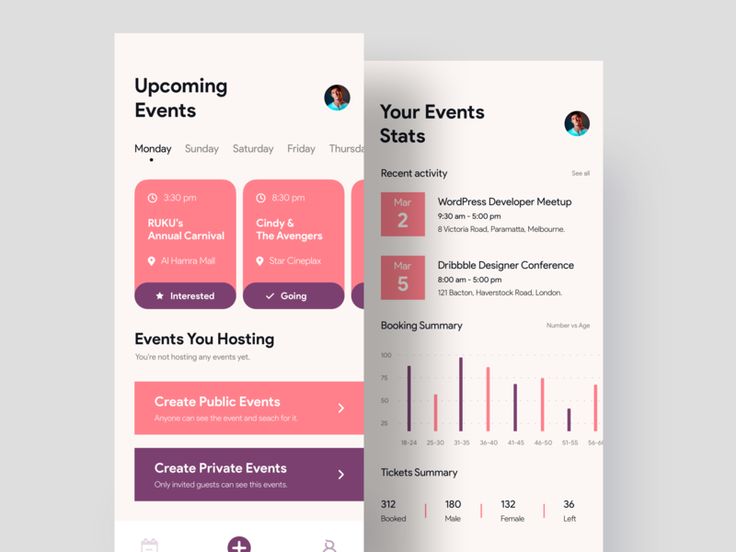 Upcoming
Events
Monday Sunday Saturday Friday Thursda
3:30 pm
RUKU's
Annual Carnival
Al Hamra Mall
Interested
8:30 pm
Cindy &
The Avengers
Star Cineplax
Going
Events You Hosting
You're not hosting any events yet.
Create Public Events
Anyone can see the event and seach for it.
Create Private Events
Only invited guests can see this events.
Your Events
Stats
Recent activity See all
Mar
2
WordPress Developer Meetup
9:30 am - 5:00 pm
8 Victoria Road, Paramatta, Melbourne.
Mar
5
Dribbble Designer Conference
8:00 am - 5:00 pm
121 Bacton, Haverstock Road, London.
Booking Summary Number vs Age
100
75
50
25
18-24 25-30 31-35 36-40 41-45 46-50 51-55 56-6
Tickets Summary
312 180 132 36
Booked Male Female Left